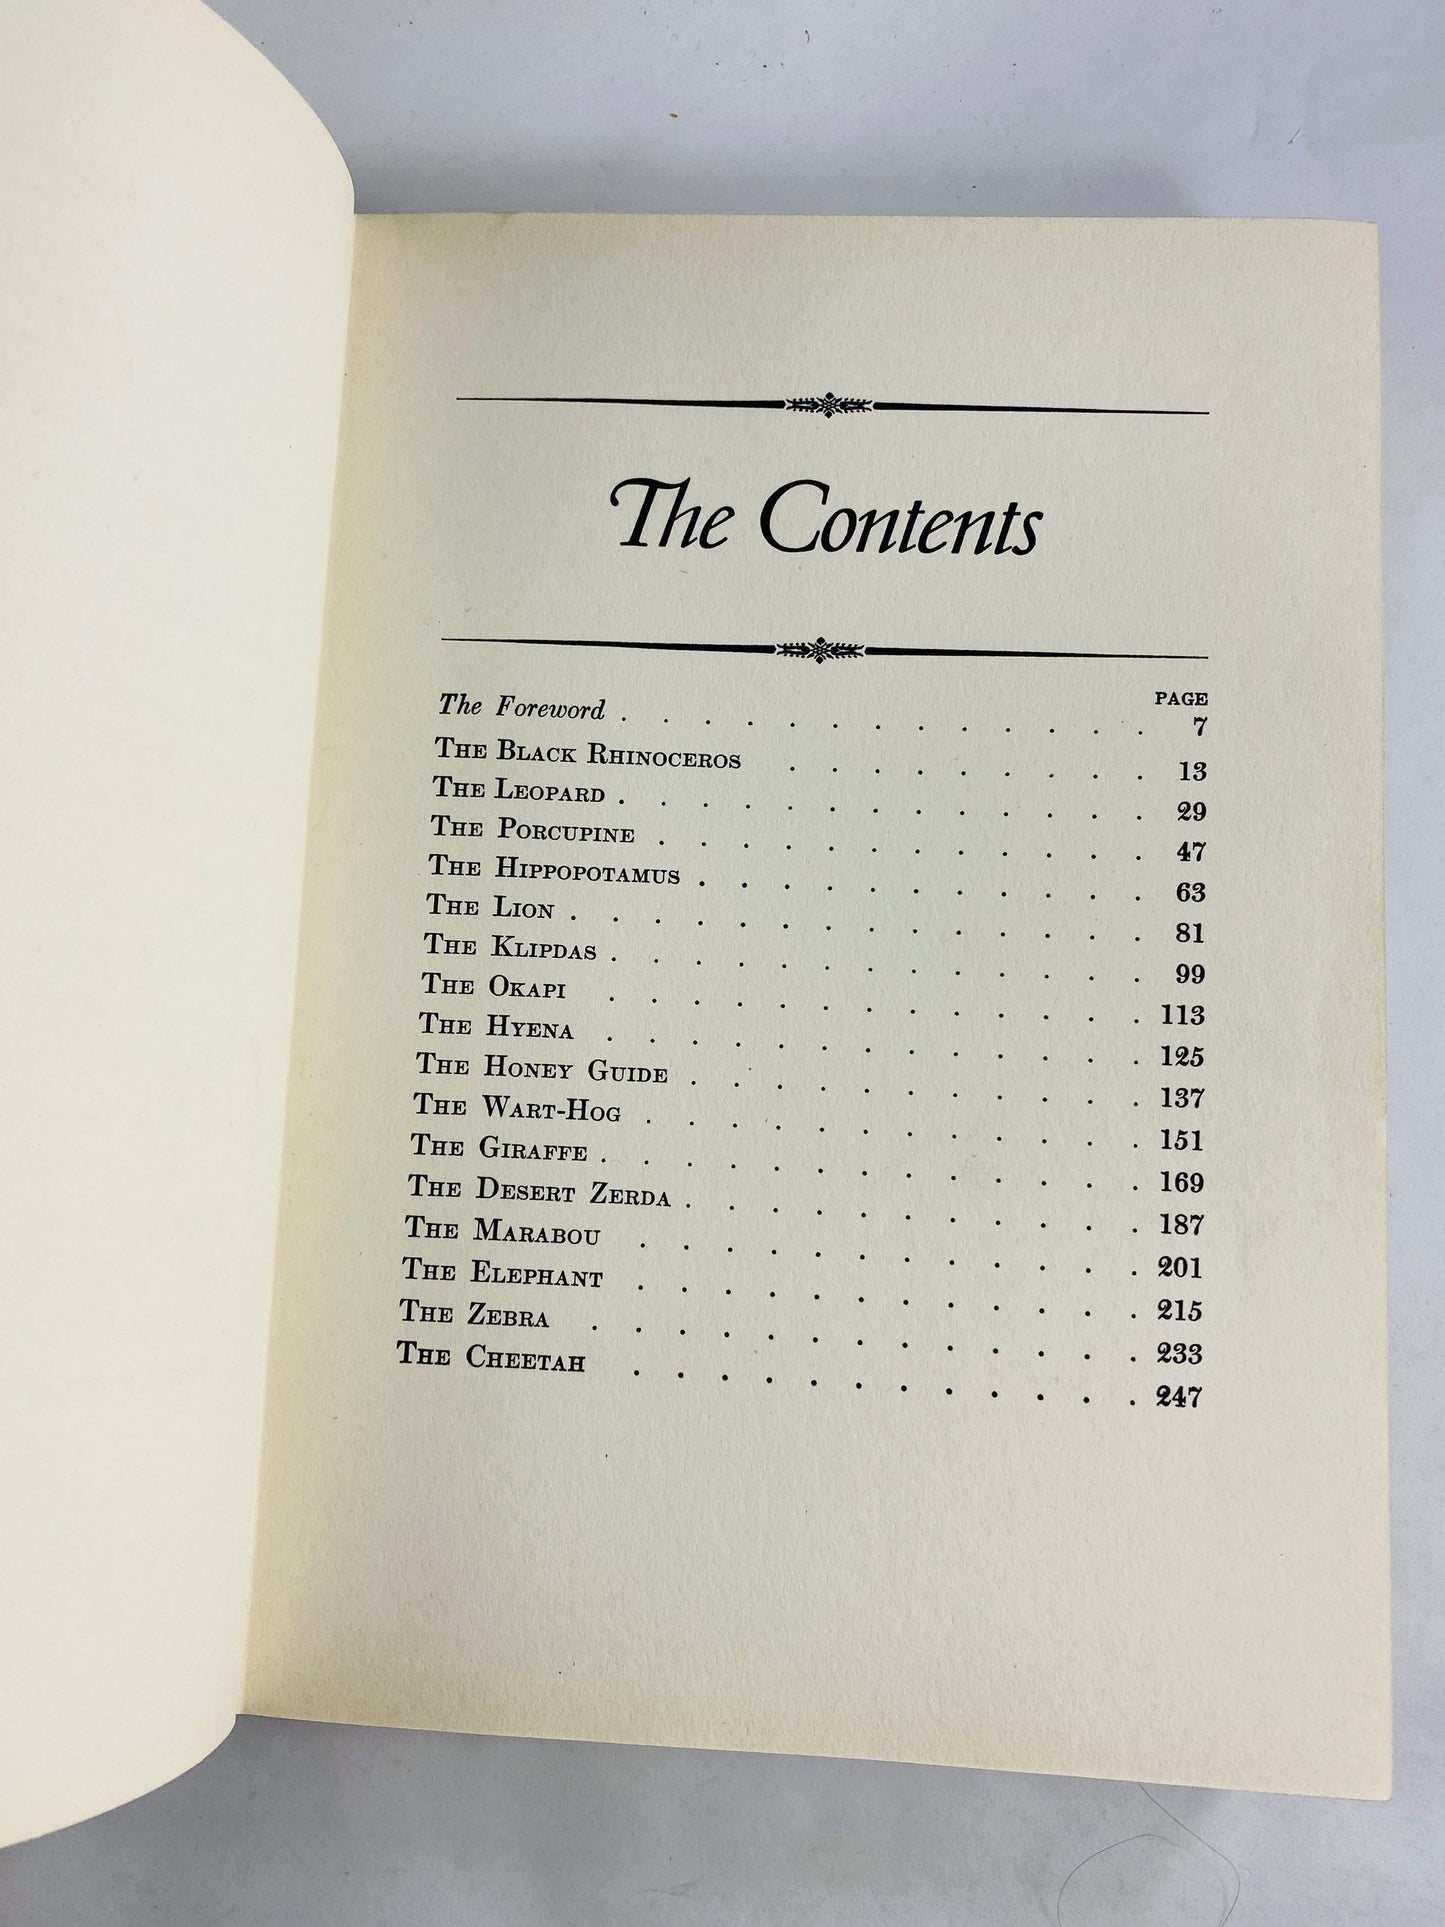 The Contents
PAGE
The Foreword . . . . . . . . . . . . . 7
THE BLACK RHINOCEROS . . . . . . . . . 13
THE LEOPARD . . . . . . . . . . . . . 29
THE PORCUPINE . . . . . . . . . . . . 47
THE HIPPOPOTAMUS . . . . . . . . . . . 63
THE LION . . . . . . . . . . . . . . 81
THE KLIPDAS . . . . . . . . . . . . . 99
THE OKAPI . . . . . . . . . . . . . 113
THE HYENA . . . . . . . . . . . . . 125
THE HONEY GUIDE . . . . . . . . . . . 137
THE WART-HOG . . . . . . . . . . . . 151
THE GIRAFFE . . . . . . . . . . . . . 169
THE DESERT ZERDA . . . . . . . . . . . 187
THE MARABOU . . . . . . . . . . . . 201
THE ELEPHANT . . . . . . . . . . . . 215
THE ZEBRA . . . . . . . . . . . . . 233
THE CHEETAH . . . . . . . . . . . . 247